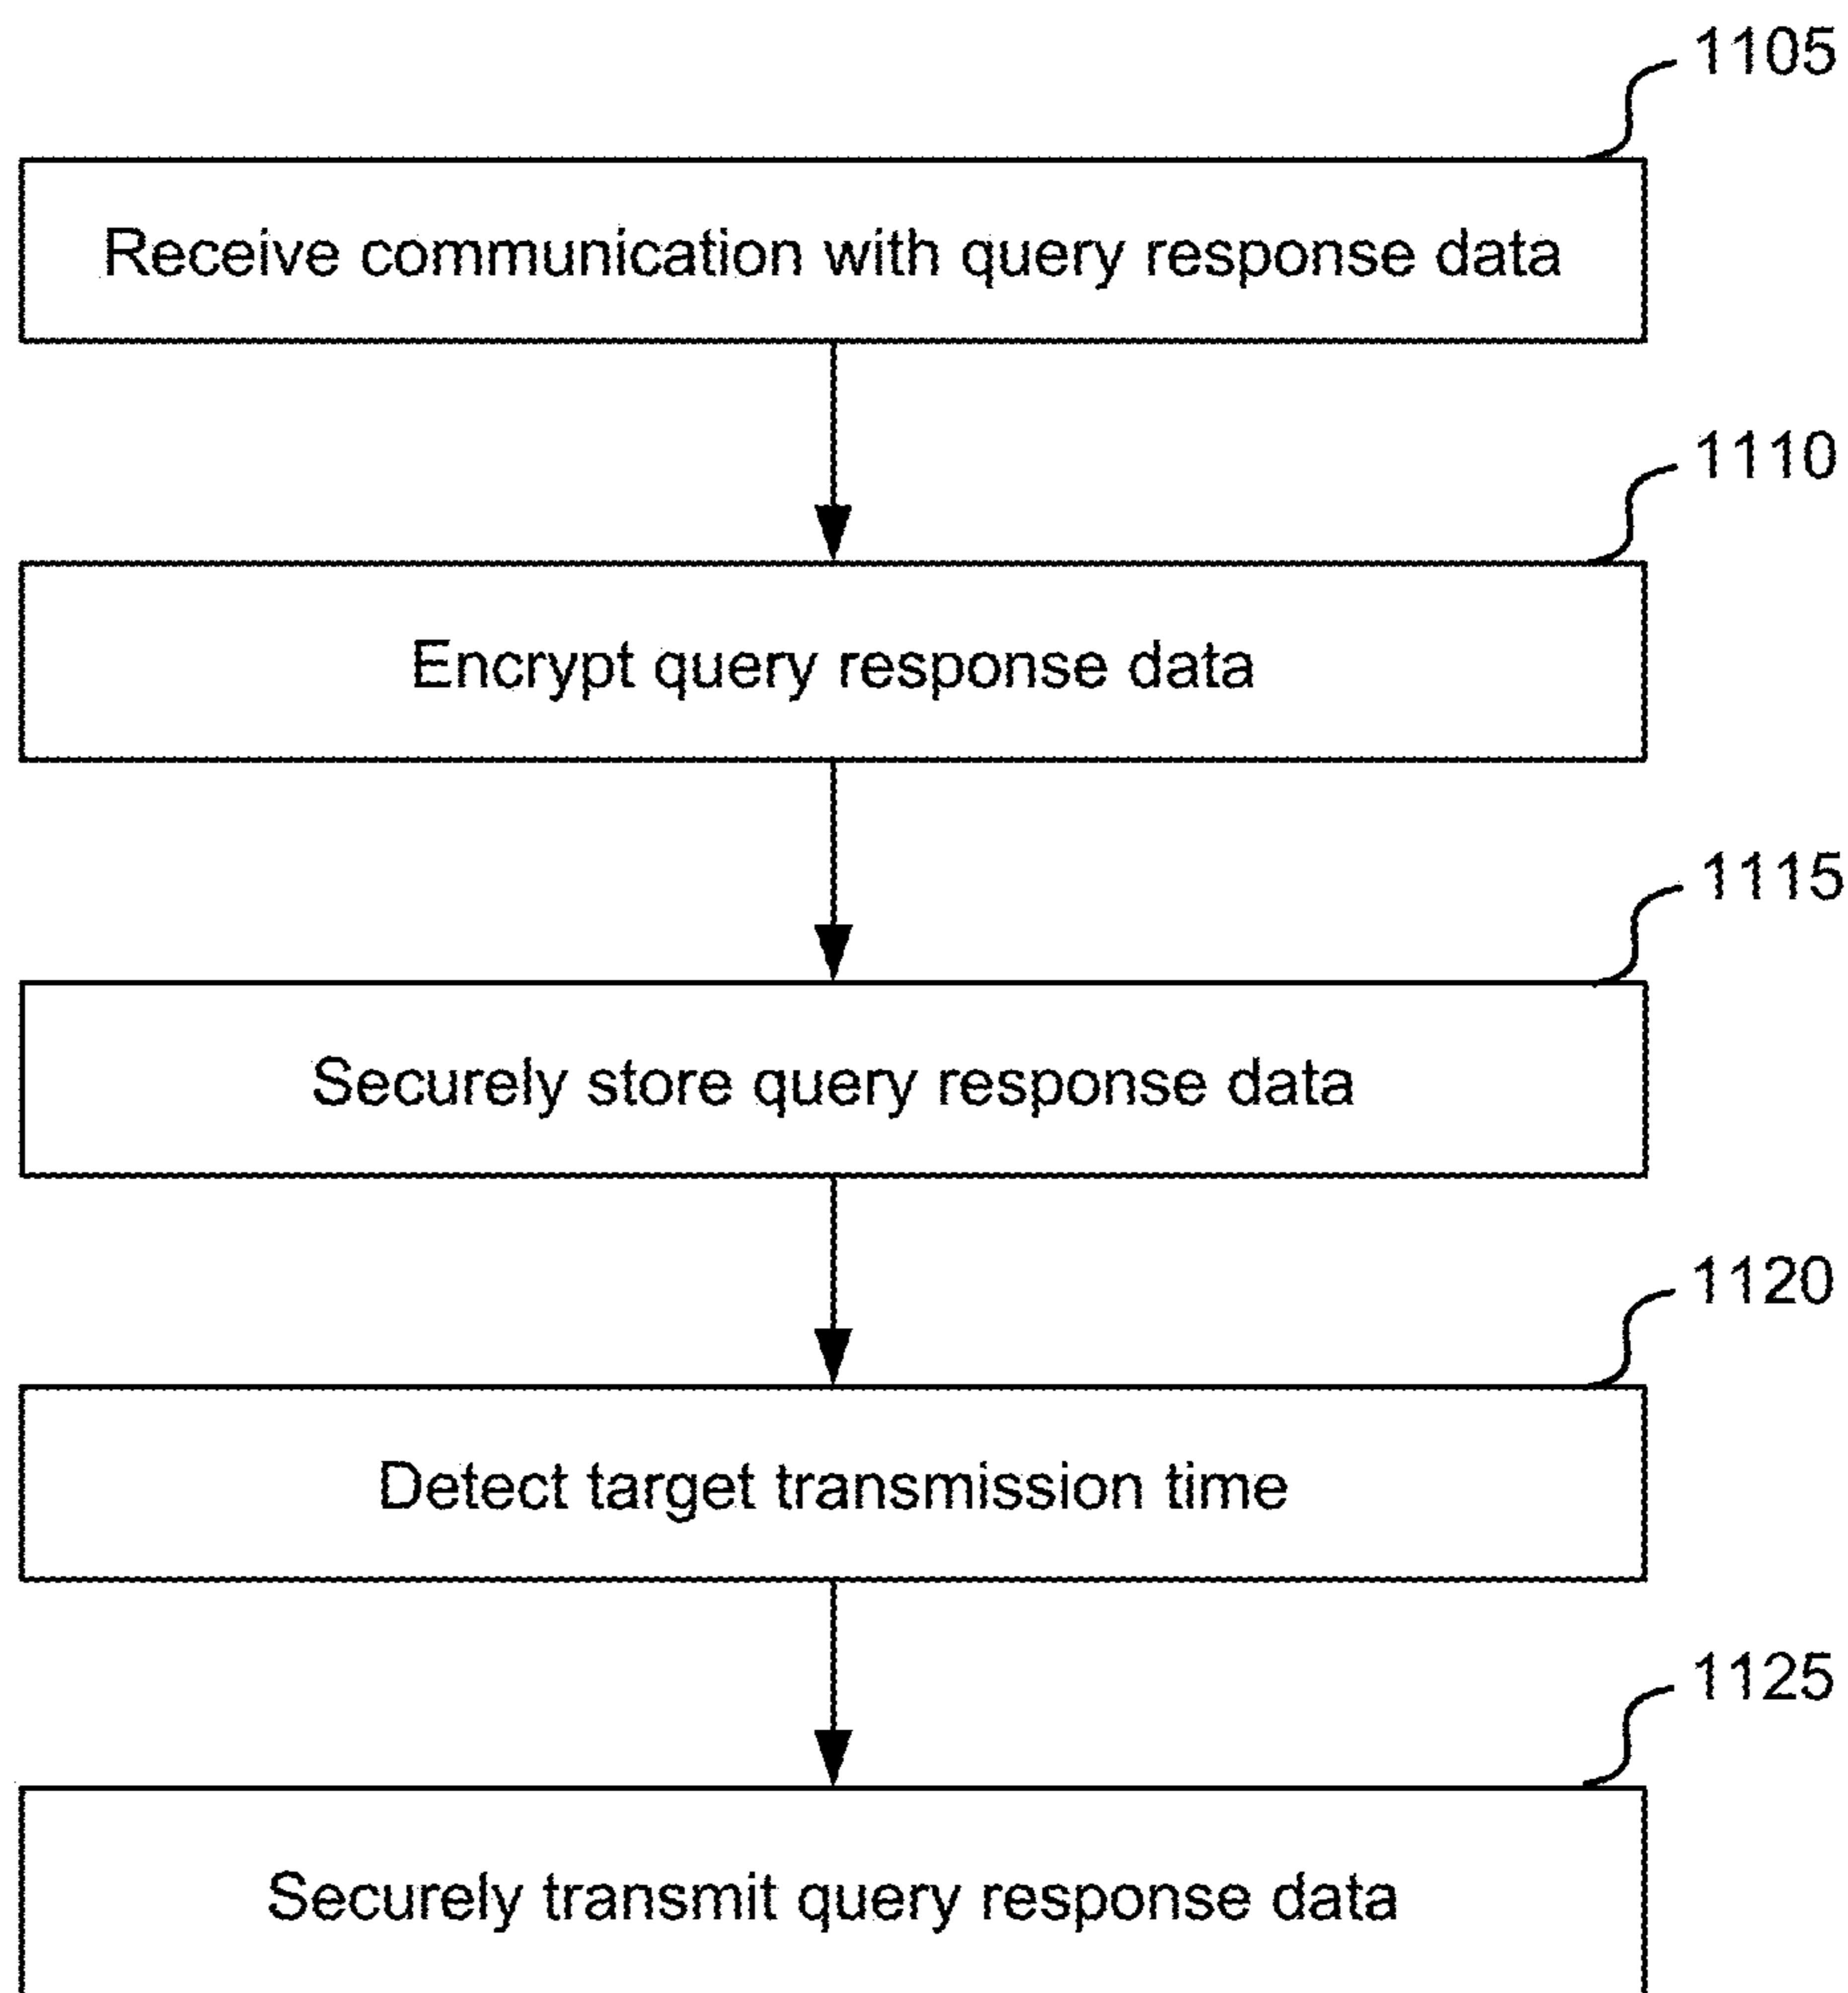 1105
Receive communication with query response data
1110
Encrypt query response data
1115
Securely store query response data
1120
Detect target transmission time
1125
Securely transmit query response data